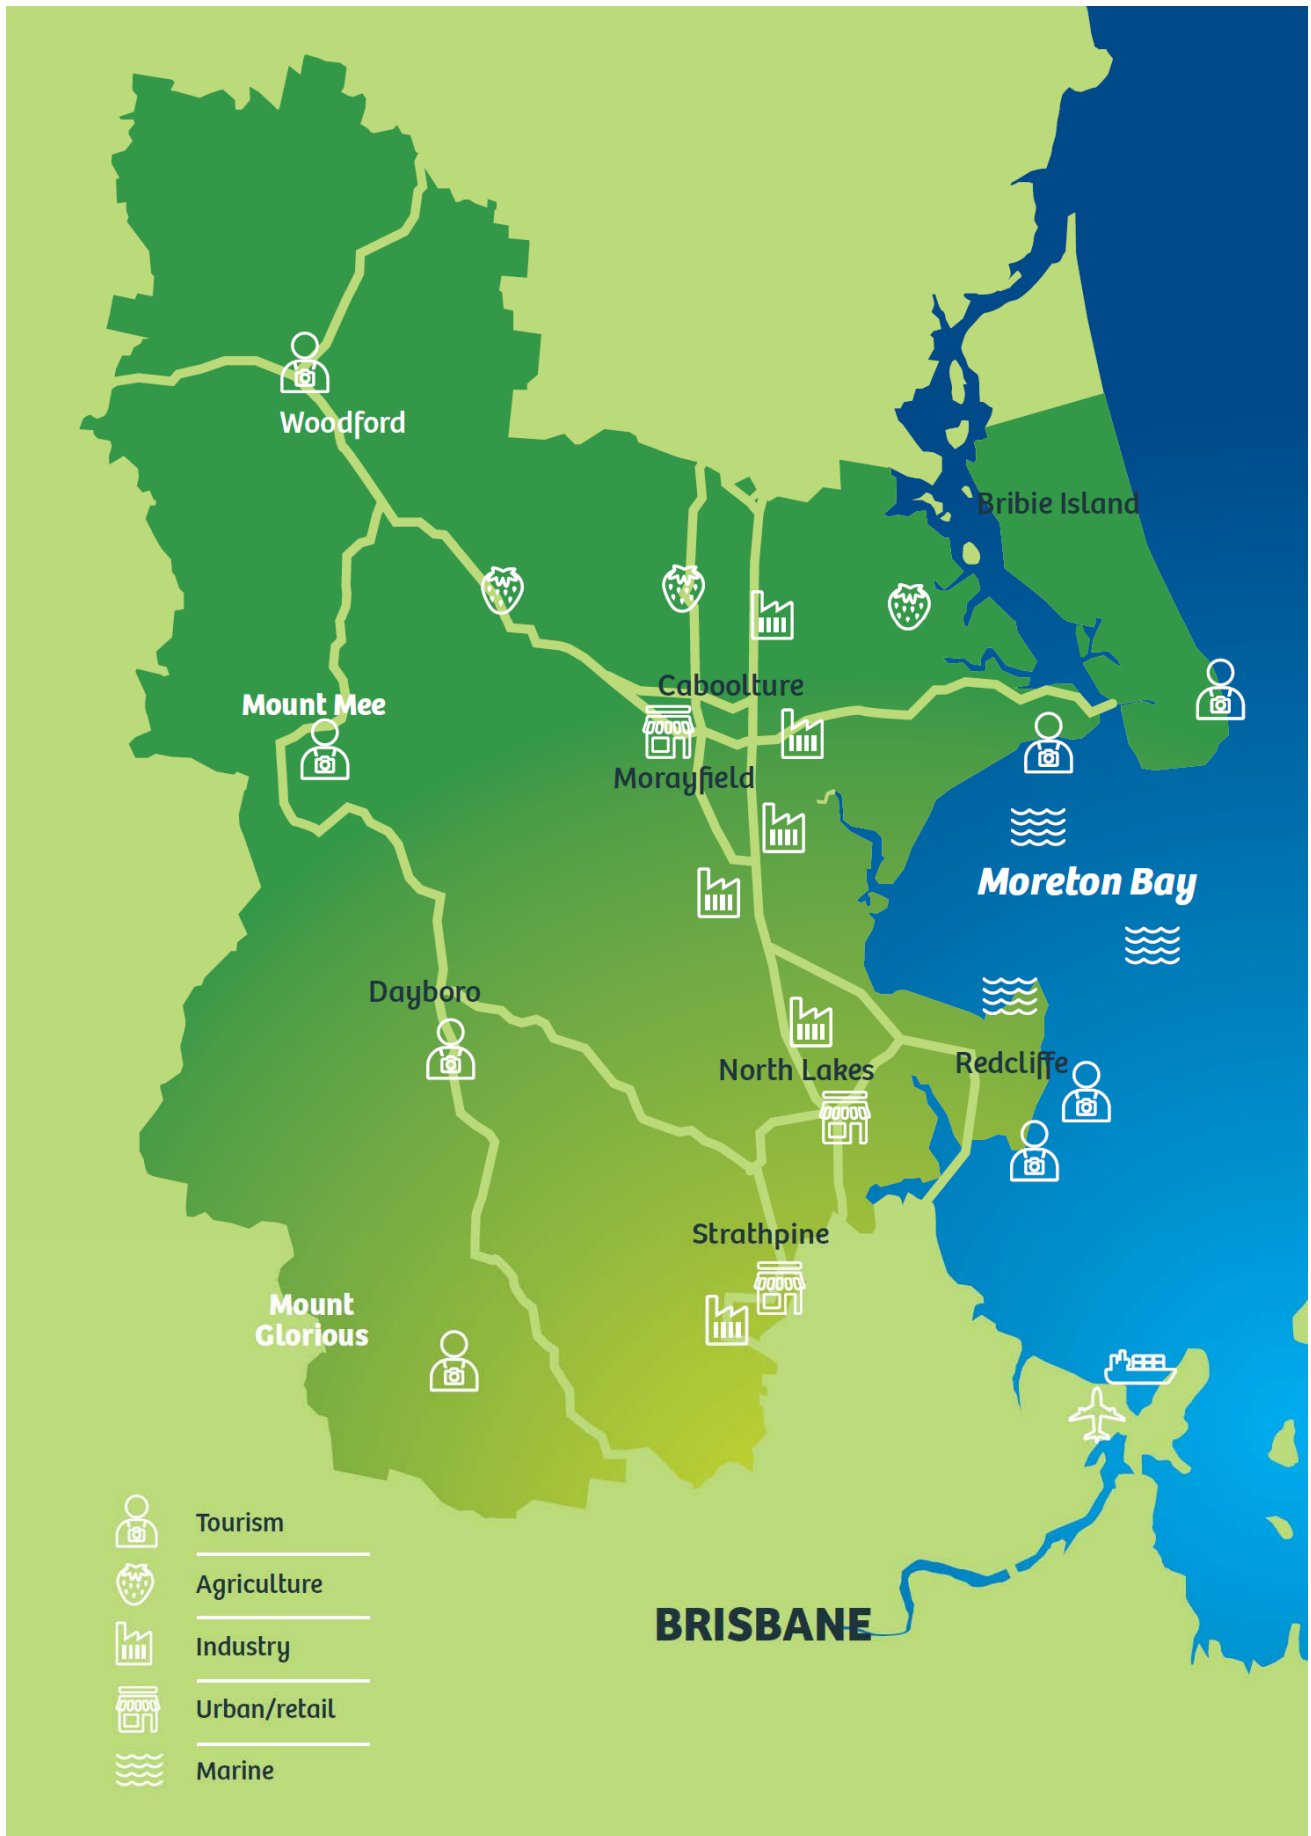 Woodford
Bribie Island
Caboolture
Mount Mee
Morayfield
Moreton Bay
Dayboro
North Lakes
Redcliffe
Strathpine
Mount
Glorious
Tourism
Agriculture
Industry
Urban/retail
Marine
BRISBANE